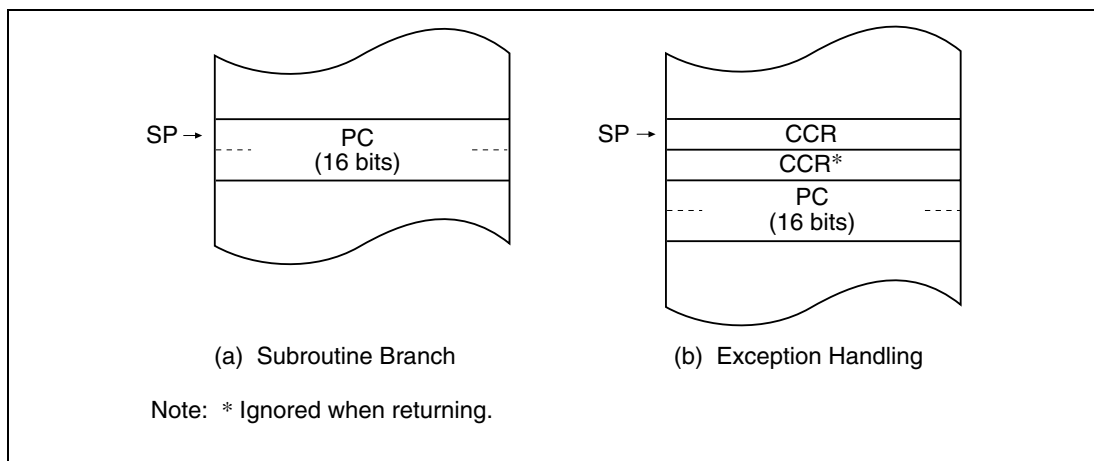 SP → PC
(16 bits)
(a) Subroutine Branch
SP → CCR
CCR*
PC
(16 bits)
(b) Exception Handling
Note: * Ignored when returning.